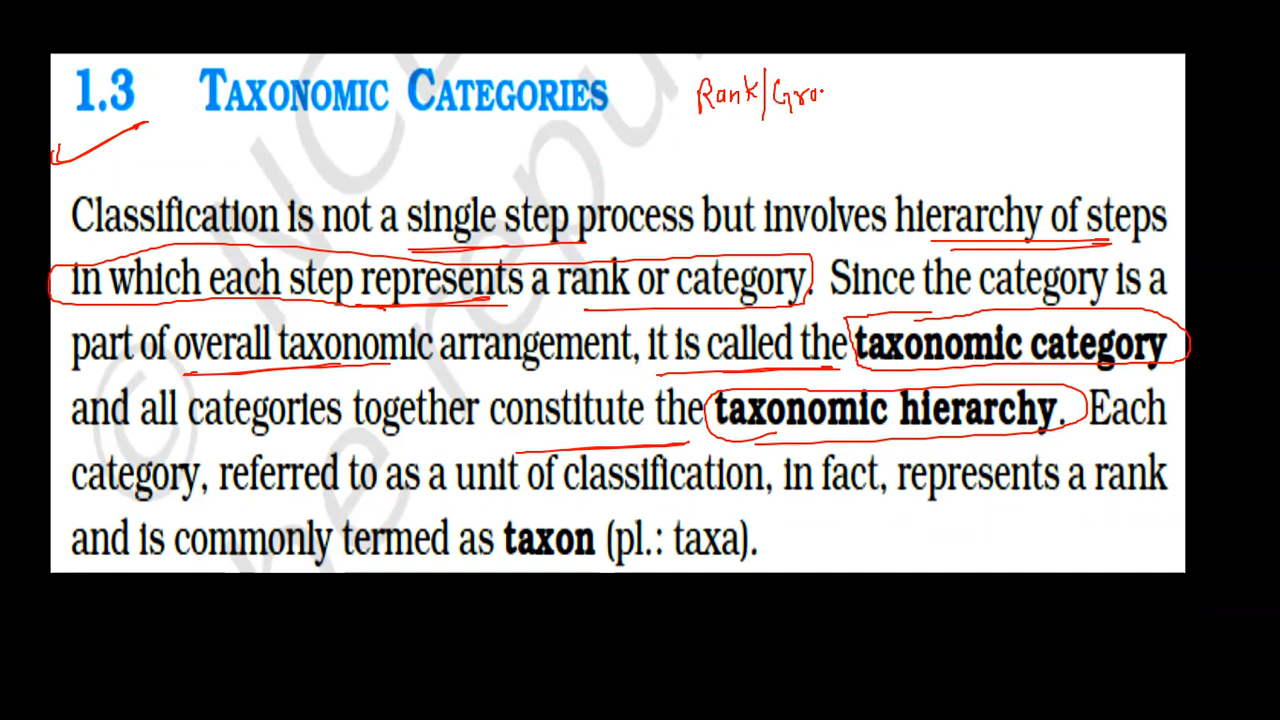 1.3 TAXONOMIC CATEGORIES Rank/Gro
Classification is not a single step process but involves hierarchy of steps
in which each step represents a rank or category. Since the category is a
part of overall taxonomic arrangement, it is called the taxonomic category
and all categories together constitute the taxonomic hierarchy. Each
category, referred to as a unit of classification, in fact, represents a rank
and is commonly termed as taxon (pl.: taxa).